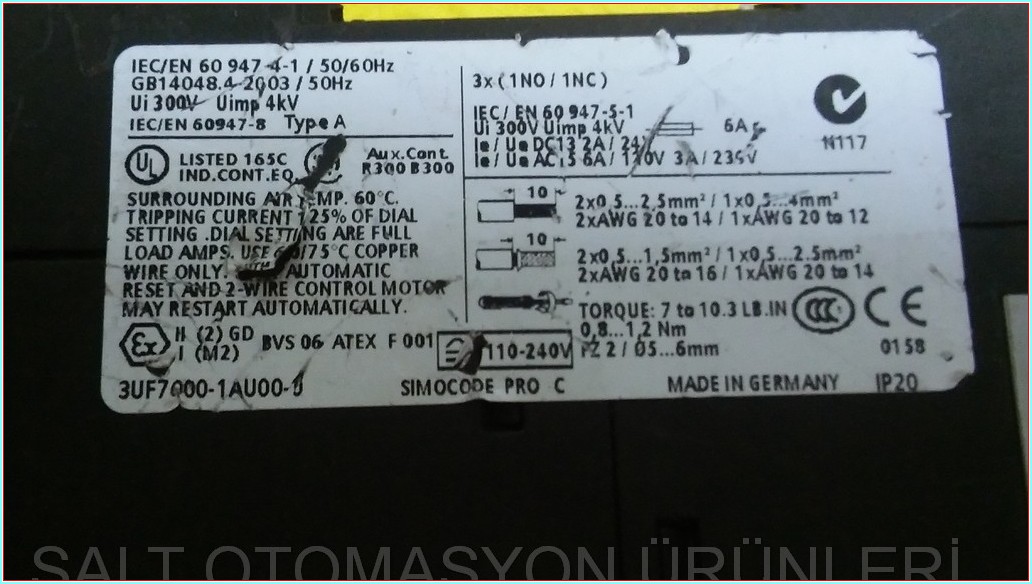 IEC/EN 60 947-4-1 / 50/60Hz
GB14048.4-2003 / 50Hz
Ui 300V Uimp 4kV
IEC/EN 60947-8 Type A
UL LISTED 165C
IND.CONT.EQ.
Aux.Cont.
R300 B300
SURROUNDING AIR TEMP. 60°C.
TRIPPING CURRENT 125% OF DIAL
SETTING .DIAL SETTING ARE FULL
LOAD AMPS. USE /75°C COPPER
WIRE ONLY. AUTOMATIC
RESET AND 2-WIRE CONTROL MOTOR
MAY RESTART AUTOMATICALLY.
Ex II (2) GD
I (M2)
BVS 06 ATEX F 001
110-240V
3UF7000-1AU00-0
SIMOCODE PRO C
3x (1NO / 1NC)
IEC/ EN 60 947-5-1
Ui 300V Uimp 4kV
6A
Ie / Ue DC13 2A / 24V
Ie / Ue AC15 6A / 120V 3A / 230V
N117
10
2x0,5...2,5mm² / 1x0,5...4mm²
2xAWG 20 to 14 / 1xAWG 20 to 12
10
2x0,5...1,5mm² / 1x0,5...2.5mm²
2xAWG 20 to 16 / 1xAWG 20 to 14
TORQUE: 7 to 10.3 LB.IN
0,8...1,2 Nm
PZ 2 / Ø5...6mm
CCC CE
0158
MADE IN GERMANY IP20
SALT OTOMASYON ÜRÜNLERİ